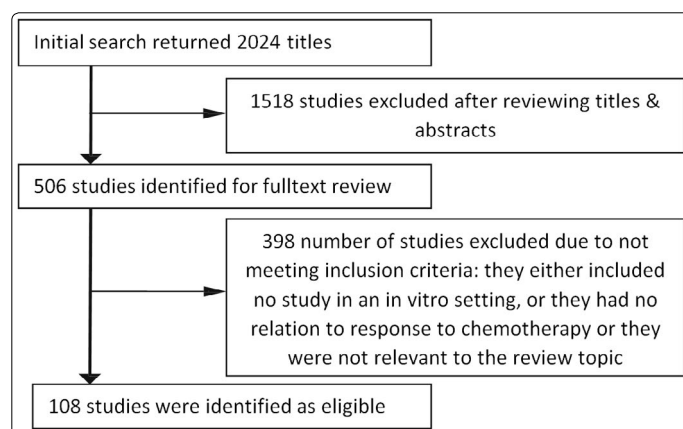 Initial search returned 2024 titles
1518 studies excluded after reviewing titles &
abstracts
506 studies identified for fulltext review
398 number of studies excluded due to not
meeting inclusion criteria: they either included
no study in an in vitro setting, or they had no
relation to response to chemotherapy or they
were not relevant to the review topic
108 studies were identified as eligible